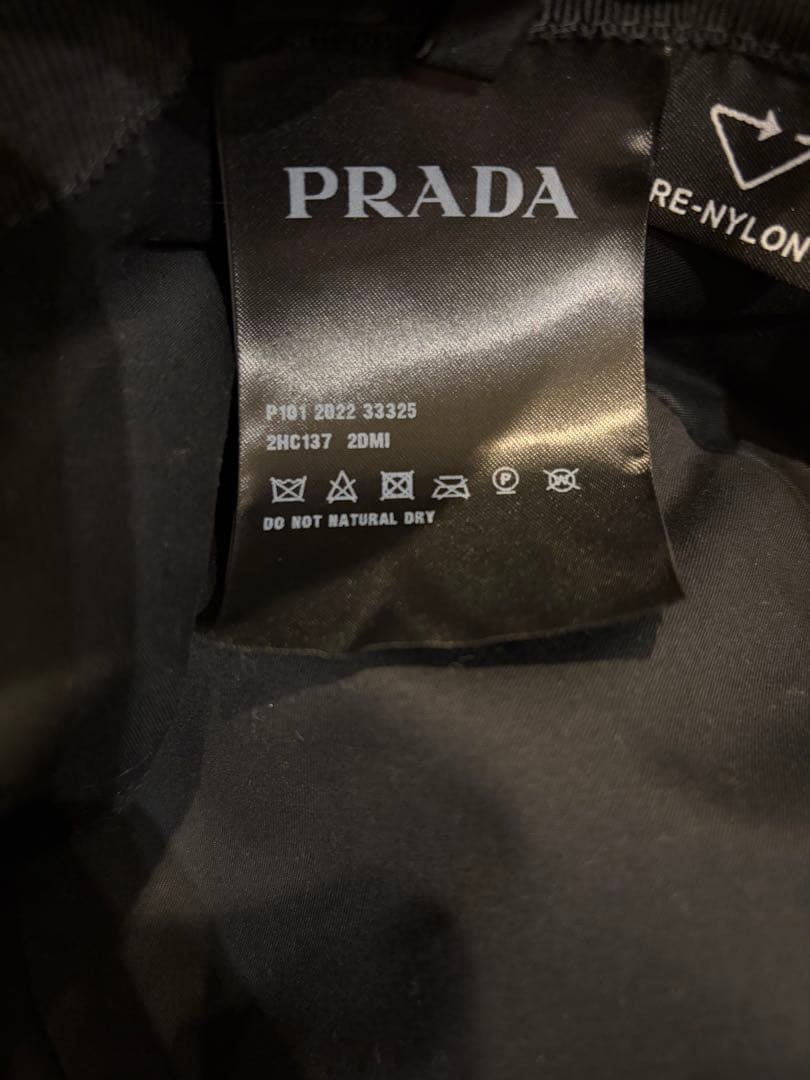 PRADA
RE-NYLON
P101 2022 33325
2HC137 2DMI
P W
DO NOT NATURAL DRY